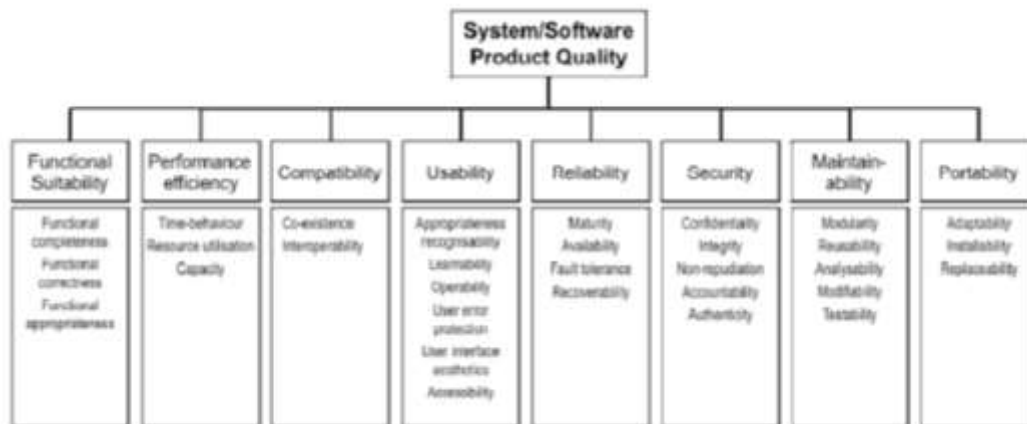 System/Software
Product Quality
Functional
Suitability
Performance
efficiency
Compatibility
Usability
Reliability
Security
Maintain-
ability
Portability
Functional
completeness
Functional
correctness
Functional
appropriateness
Time-behaviour
Resource utilisation
Capacity
Co-existence
Interoperability
Appropriateness
recognisability
Learnability
Operability
User error
protection
User interface
aesthetics
Accessibility
Maturity
Availability
Fault tolerance
Recoverability
Confidentiality
Integrity
Non-repudiation
Accountability
Authenticity
Modularity
Reusability
Analysability
Modifiability
Testability
Adaptability
Installability
Replaceability